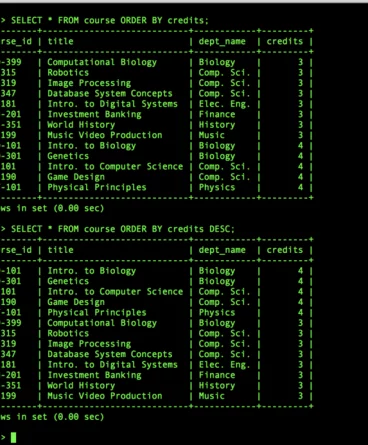 > SELECT * FROM course ORDER BY credits;
--------+----------------------------+------------+---------+
rse_id | title | dept_name | credits |
--------+----------------------------+------------+---------+
-399 | Computational Biology | Biology | 3 |
315 | Robotics | Comp. Sci. | 3 |
319 | Image Processing | Comp. Sci. | 3 |
347 | Database System Concepts | Comp. Sci. | 3 |
181 | Intro. to Digital Systems | Elec. Eng. | 3 |
-201 | Investment Banking | Finance | 3 |
-351 | World History | History | 3 |
199 | Music Video Production | Music | 3 |
-101 | Intro. to Biology | Biology | 4 |
-301 | Genetics | Biology | 4 |
101 | Intro. to Computer Science | Comp. Sci. | 4 |
190 | Game Design | Comp. Sci. | 4 |
-101 | Physical Principles | Physics | 4 |
--------+----------------------------+------------+---------+
ws in set (0.00 sec)
> SELECT * FROM course ORDER BY credits DESC;
--------+----------------------------+------------+---------+
rse_id | title | dept_name | credits |
--------+----------------------------+------------+---------+
-101 | Intro. to Biology | Biology | 4 |
-301 | Genetics | Biology | 4 |
101 | Intro. to Computer Science | Comp. Sci. | 4 |
190 | Game Design | Comp. Sci. | 4 |
-101 | Physical Principles | Physics | 4 |
-399 | Computational Biology | Biology | 3 |
315 | Robotics | Comp. Sci. | 3 |
319 | Image Processing | Comp. Sci. | 3 |
347 | Database System Concepts | Comp. Sci. | 3 |
181 | Intro. to Digital Systems | Elec. Eng. | 3 |
-201 | Investment Banking | Finance | 3 |
-351 | World History | History | 3 |
199 | Music Video Production | Music | 3 |
--------+----------------------------+------------+---------+
ws in set (0.00 sec)
>